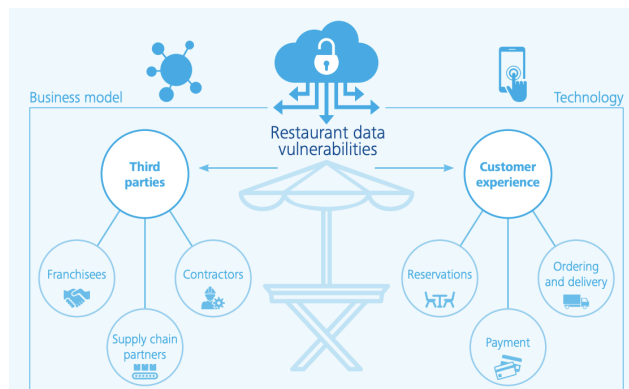 Business model
Technology
Restaurant data
vulnerabilities
Third
parties
Customer
experience
Franchisees
Contractors
Reservations
Ordering
and delivery
Supply chain
partners
Payment